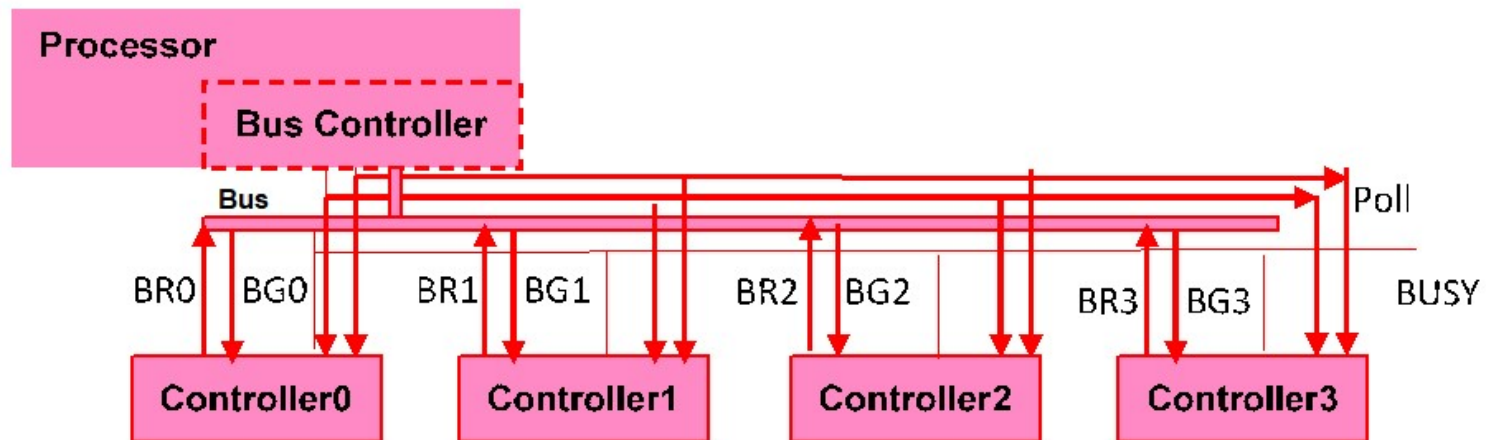 Processor
Bus Controller
Bus
Poll
BR0 BG0 BR1 BG1 BR2 BG2 BR3 BG3 BUSY
Controller0 Controller1 Controller2 Controller3